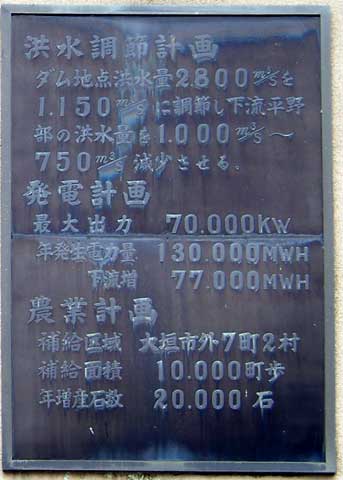 洪水調節計画
ダム地点洪水量2.800m³/sを
1.150m³/sに調節し下流平野
部の洪水量を1.000m³/s～
750m³/s減少させる。
発電計画
最大出力 70.000KW
年発生電力量 130.000MWH
下流増 77.000MWH
農業計画
補給区域 大垣市外7町2村
補給面積 10.000町歩
年増産石数 20.000石